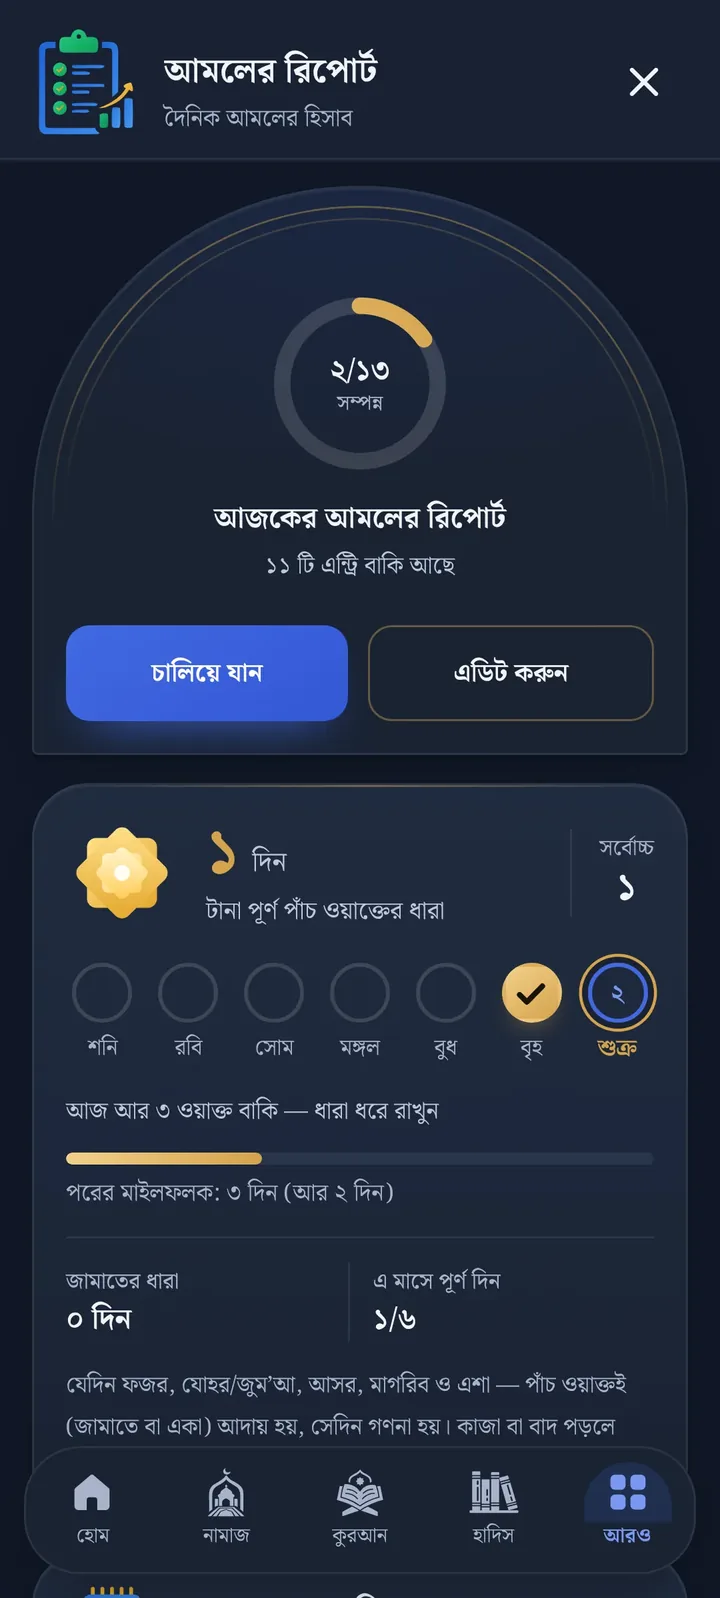 আমলের রিপোর্ট
দৈনিক আমলের হিসাব
২/১৩
সম্পন্ন
আজকের আমলের রিপোর্ট
১১ টি এন্ট্রি বাকি আছে
চালিয়ে যান
এডিট করুন
১ দিন
টানা পূর্ণ পাঁচ ওয়াক্তের ধারা
সর্বোচ্চ
১
২
শনি রবি সোম মঙ্গল বুধ বৃহ শুক্র
আজ আর ৩ ওয়াক্ত বাকি — ধারা ধরে রাখুন
পরের মাইলফলক: ৩ দিন (আর ২ দিন)
জামাতের ধারা
০ দিন
এ মাসে পূর্ণ দিন
১/৬
যেদিন ফজর, যোহর/জুম’আ, আসর, মাগরিব ও এশা — পাঁচ ওয়াক্তই
(জামাতে বা একা) আদায় হয়, সেদিন গণনা হয়। কাজা বা বাদ পড়লে
হোম নামাজ কুরআন হাদিস আরও